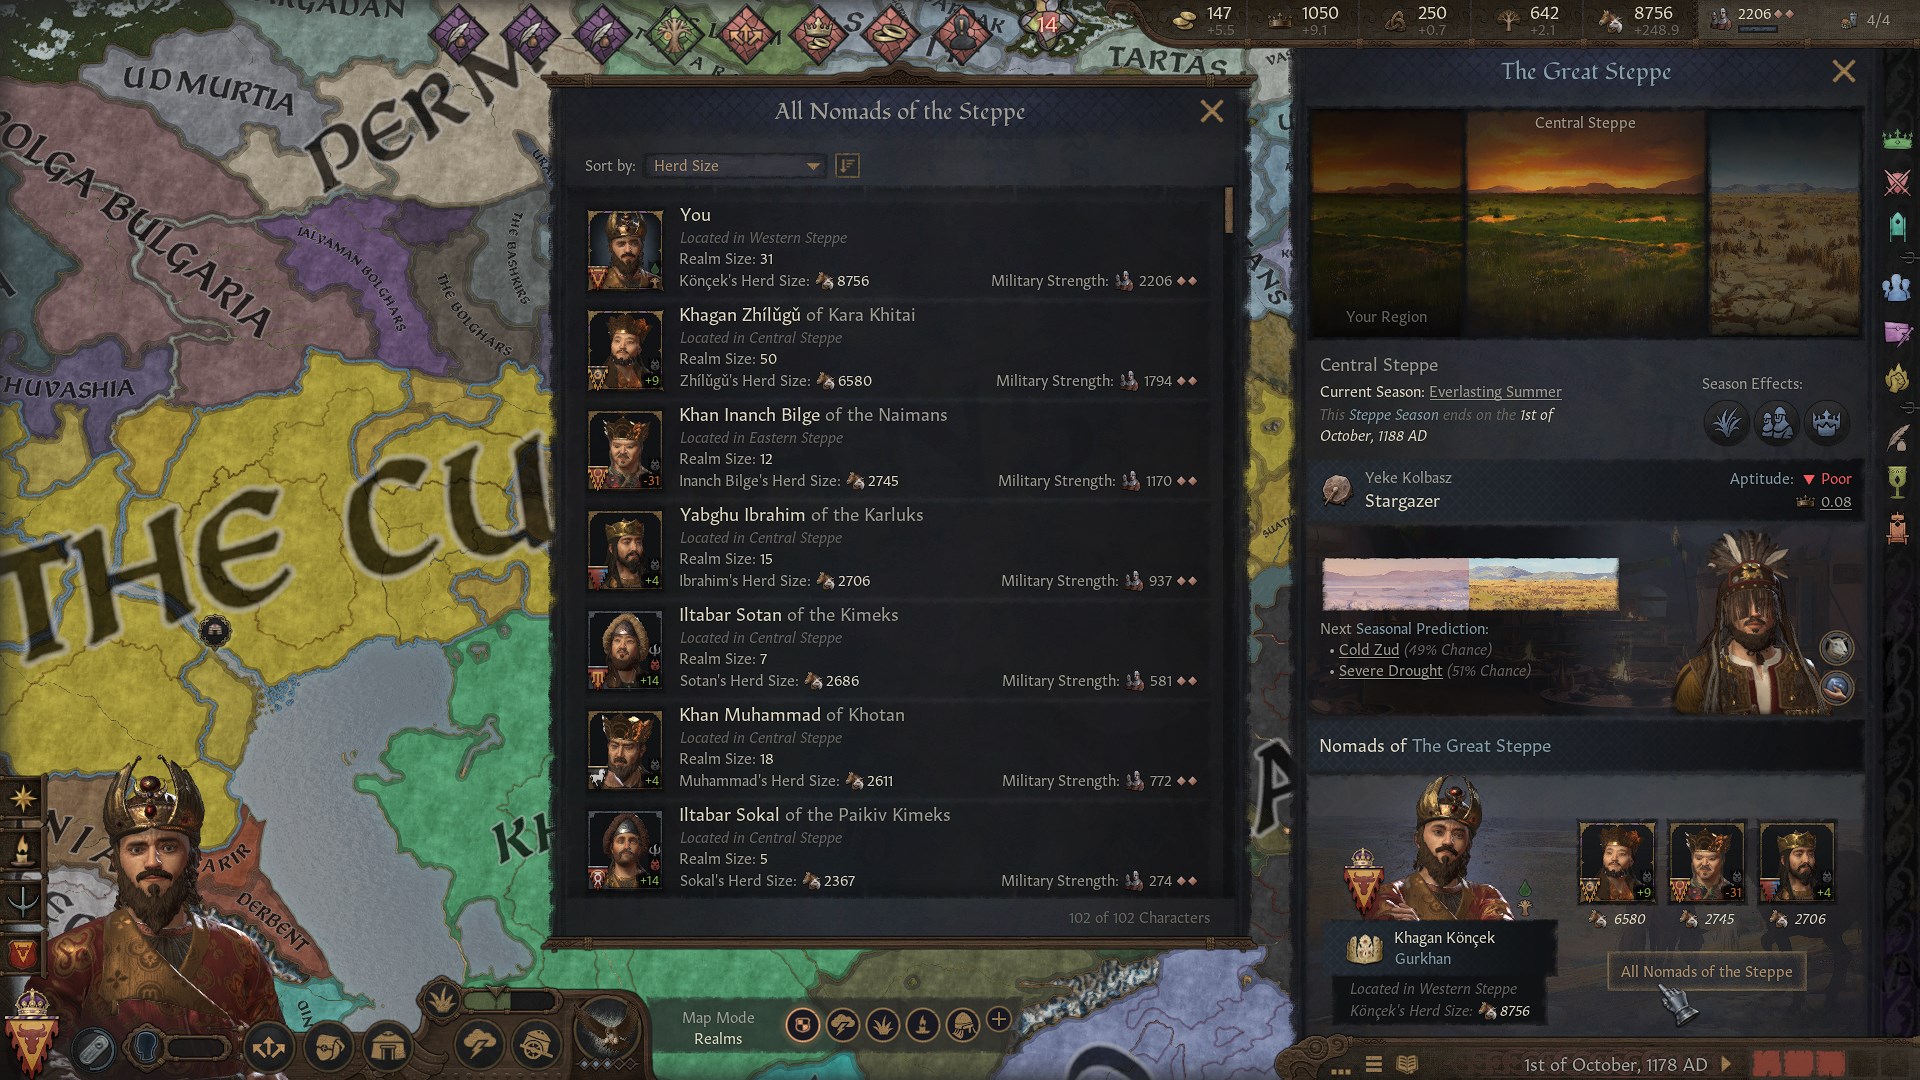 147
+5.5
1050
+9.1
250
+0.7
642
+2.1
8756
+248.9
2206
4/4
14
UDMURTIA
PERM
TARTAS
VOLGA BULGARIA
IALVAMAN BOLGHARS
THE BOLGHARS
THE BASHKIRS
THE CU
DERBENT
All Nomads of the Steppe
Sort by: Herd Size
You
Located in Western Steppe
Realm Size: 31
Könçek's Herd Size: 8756
Military Strength: 2206
Khagan Zhílŭgŭ of Kara Khitai
Located in Central Steppe
Realm Size: 50
Zhílŭgŭ's Herd Size: 6580
Military Strength: 1794
+9
Khan Inanch Bilge of the Naimans
Located in Eastern Steppe
Realm Size: 12
Inanch Bilge's Herd Size: 2745
Military Strength: 1170
-31
Yabghu Ibrahim of the Karluks
Located in Central Steppe
Realm Size: 15
Ibrahim's Herd Size: 2706
Military Strength: 937
+4
Iltabar Sotan of the Kimeks
Located in Central Steppe
Realm Size: 7
Sotan's Herd Size: 2686
Military Strength: 581
+14
Khan Muhammad of Khotan
Located in Central Steppe
Realm Size: 18
Muhammad's Herd Size: 2611
Military Strength: 772
+4
Iltabar Sokal of the Paikiv Kimeks
Located in Central Steppe
Realm Size: 5
Sokal's Herd Size: 2367
Military Strength: 274
+14
102 of 102 Characters
The Great Steppe
Central Steppe
Your Region
Central Steppe
Current Season: Everlasting Summer
This Steppe Season ends on the 1st of
October, 1188 AD
Season Effects:
Yeke Kolbasz
Stargazer
Aptitude: Poor
0.08
Next Seasonal Prediction:
• Cold Zud (49% Chance)
• Severe Drought (51% Chance)
Nomads of The Great Steppe
+9
-31
+4
6580
2745
2706
Khagan Könçek
Gurkhan
Located in Western Steppe
Könçek's Herd Size: 8756
All Nomads of the Steppe
Map Mode
Realms
1st of October, 1178 AD